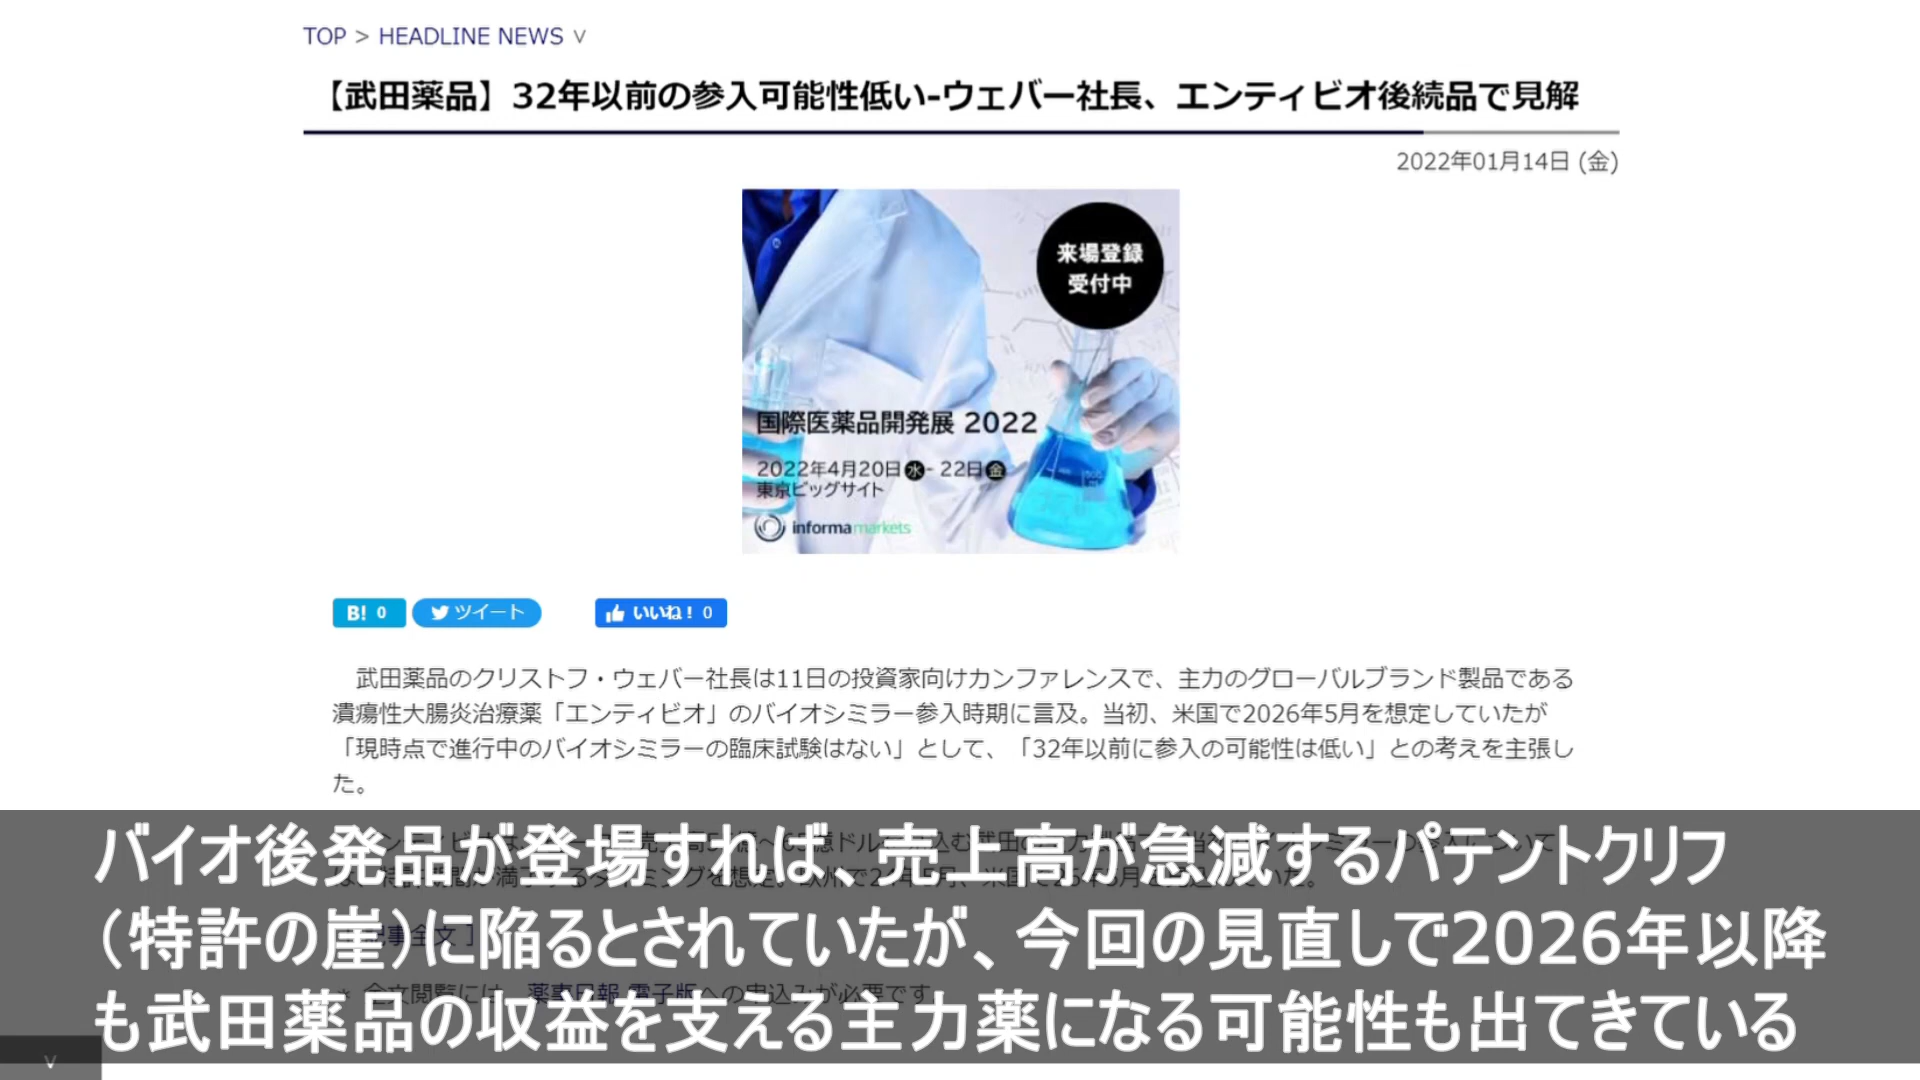 TOP > HEADLINE NEWS ∨
【武田薬品】32年以前の参入可能性低い-ウェバー社長、エンティビオ後続品で見解
2022年01月14日 (金)
来場登録
受付中
国際医薬品開発展 2022
2022年4月20日水- 22日金
東京ビッグサイト
informa markets
B! 0 ツイート いいね！ 0
武田薬品のクリストフ・ウェバー社長は11日の投資家向けカンファレンスで、主力のグローバルブランド製品である
潰瘍性大腸炎治療薬「エンティビオ」のバイオシミラー参入時期に言及。当初、米国で2026年5月を想定していたが
「現時点で進行中のバイオシミラーの臨床試験はない」として、「32年以前に参入の可能性は低い」との考えを主張し
た。
バイオ後発品が登場すれば、売上高が急減するパテントクリフ
（特許の崖）に陥るとされていたが、今回の見直しで2026年以降
も武田薬品の収益を支える主力薬になる可能性も出てきている
∨